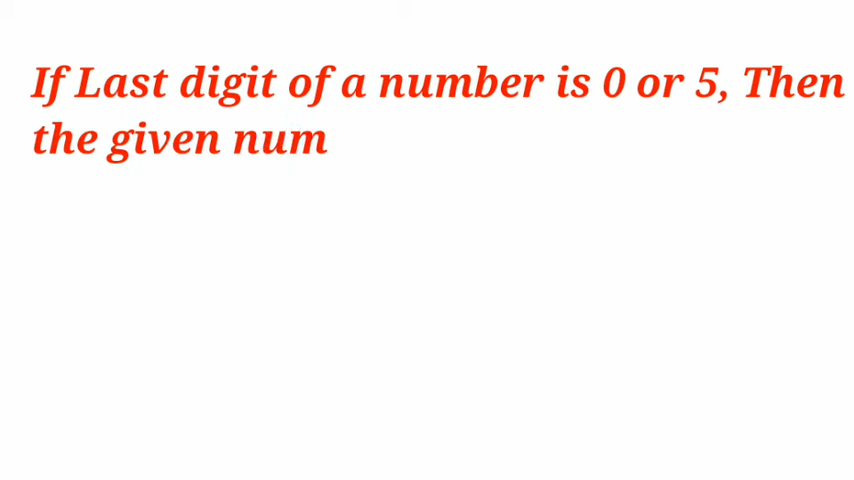 If Last digit of a number is 0 or 5, Then
the given num